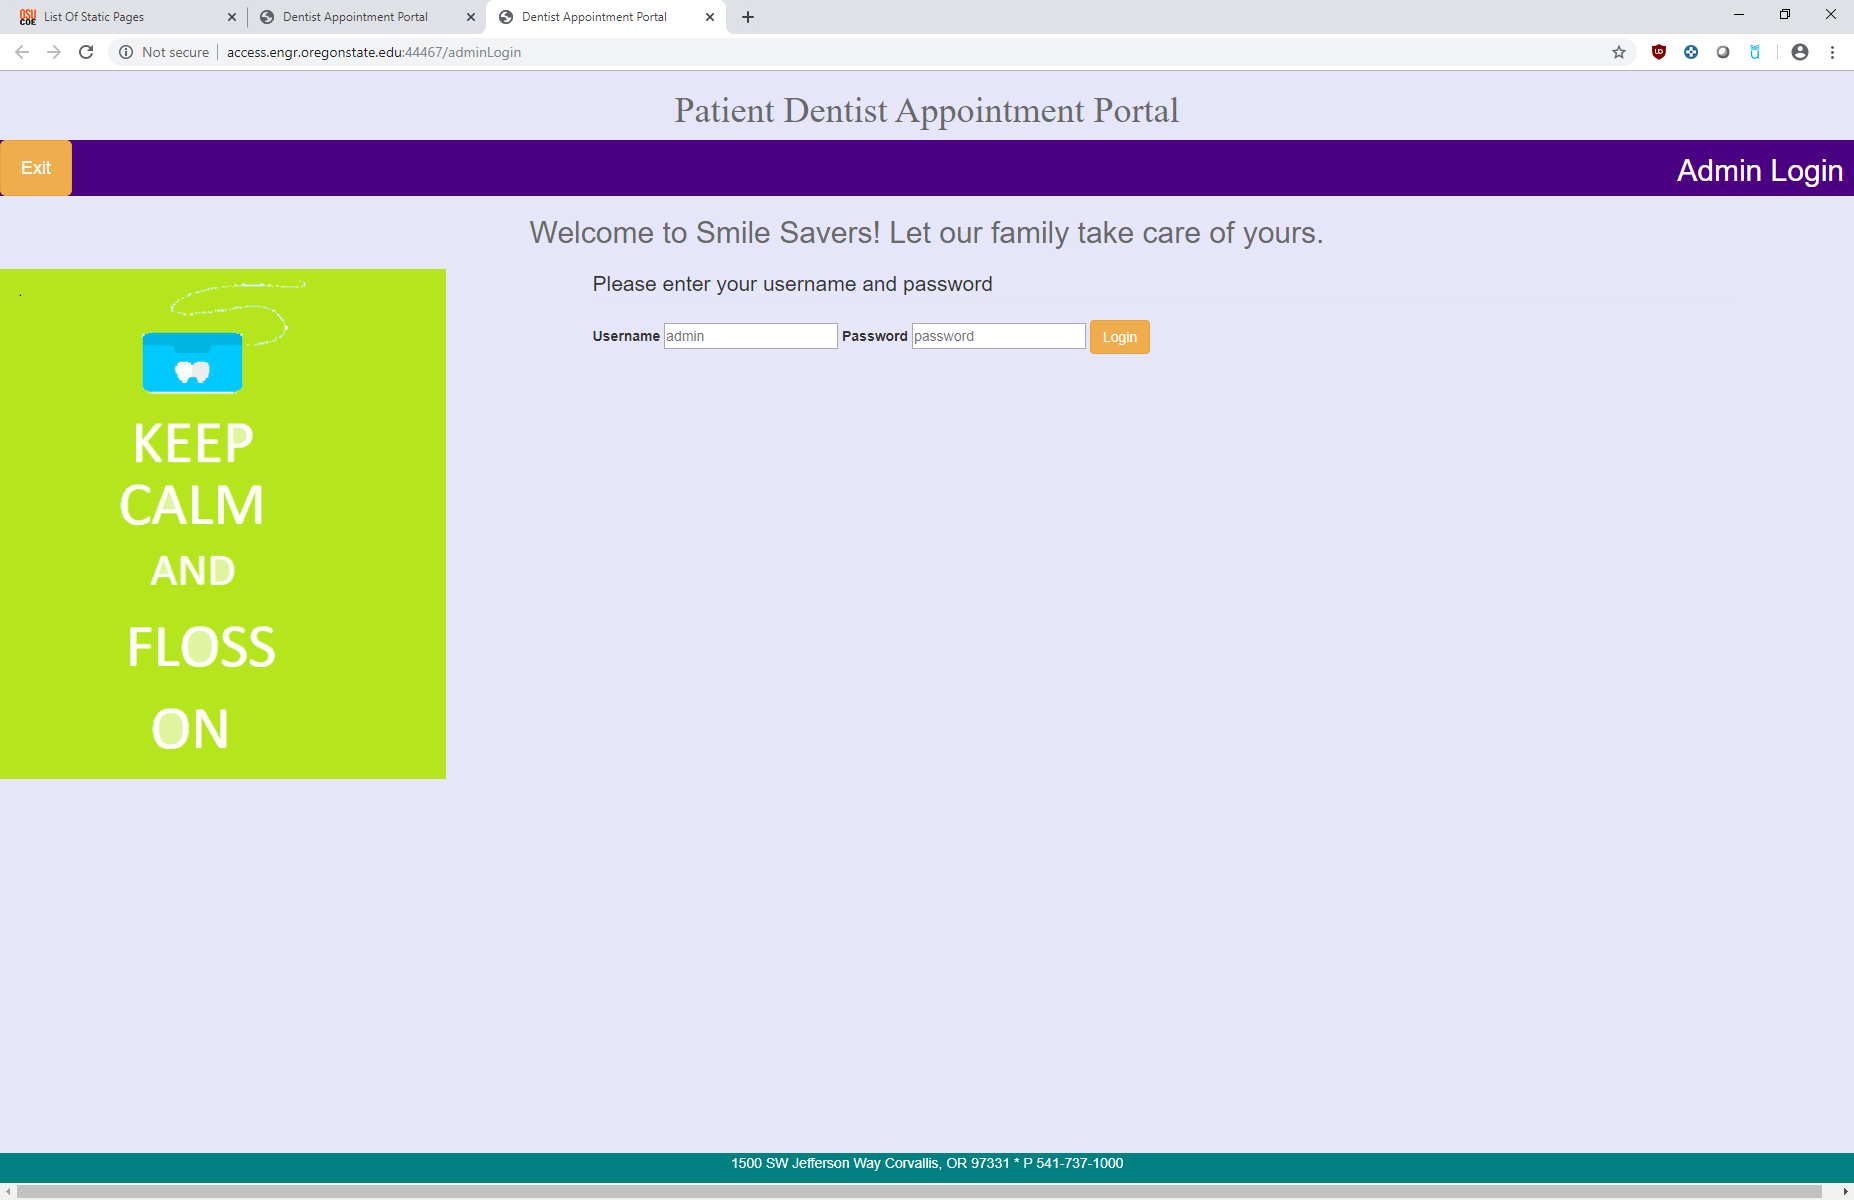 OSU
COE
List Of Static Pages
Dentist Appointment Portal
Dentist Appointment Portal
Not secure
access.engr.oregonstate.edu:44467/adminLogin
Patient Dentist Appointment Portal
Exit
Admin Login
Welcome to Smile Savers! Let our family take care of yours.
Please enter your username and password
Username admin Password password Login
KEEP
CALM
AND
FLOSS
ON
1500 SW Jefferson Way Corvallis, OR 97331 * P 541-737-1000